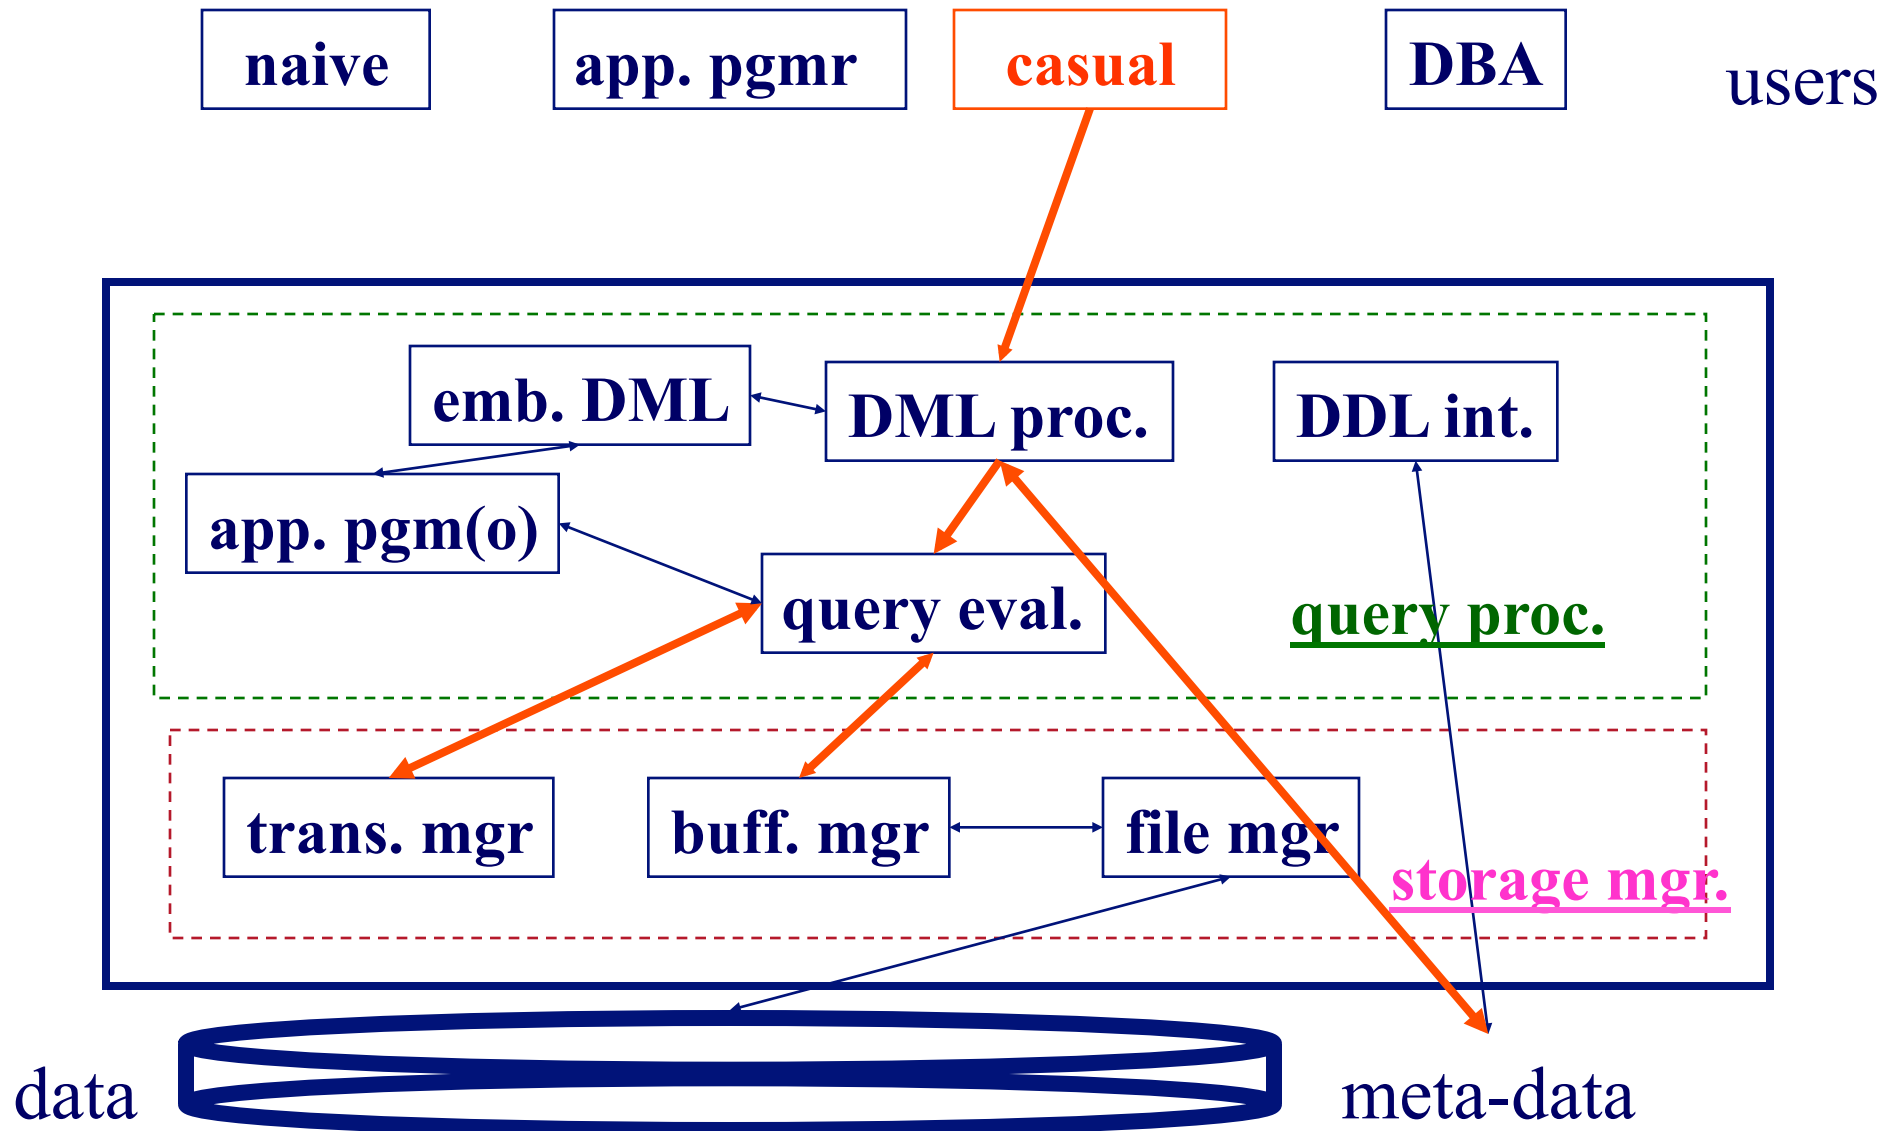 naive
app. pgmr
casual
DBA
users
emb. DML
DML proc.
DDL int.
app. pgm(o)
query eval.
query proc.
trans. mgr
buff. mgr
file mgr
storage mgr.
data
meta-data